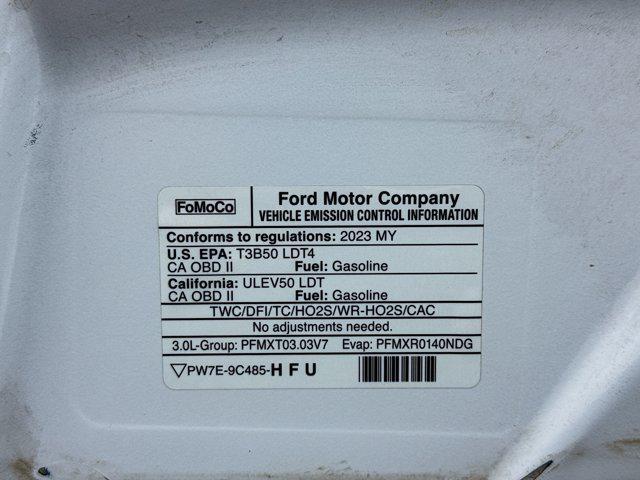 FoMoCo
Ford Motor Company
VEHICLE EMISSION CONTROL INFORMATION
Conforms to regulations: 2023 MY
U.S. EPA: T3B50 LDT4
CA OBD II Fuel: Gasoline
California: ULEV50 LDT
CA OBD II Fuel: Gasoline
TWC/DFI/TC/HO2S/WR-HO2S/CAC
No adjustments needed.
3.0L-Group: PFMXT03.03V7 Evap: PFMXR0140NDG
PW7E-9C485-HFU